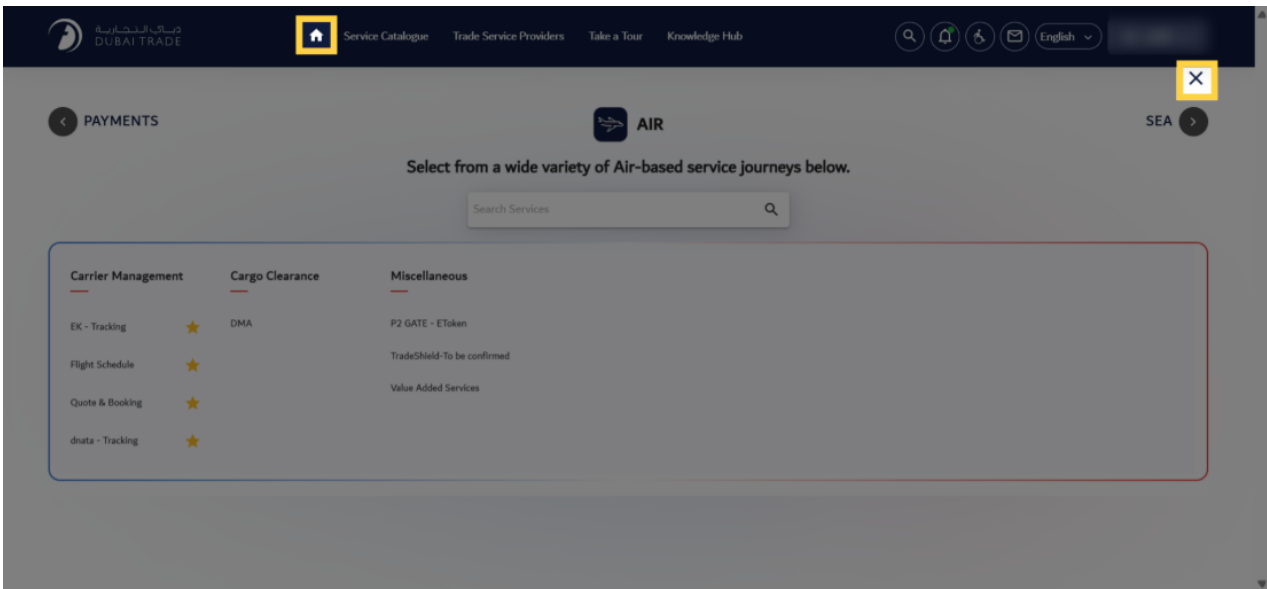 دبـي التـجـاريـة
DUBAI TRADE
Service Catalogue
Trade Service Providers
Take a Tour
Knowledge Hub
English
PAYMENTS
AIR
SEA
Select from a wide variety of Air-based service journeys below.
Search Services
Carrier Management
Cargo Clearance
Miscellaneous
EK - Tracking
DMA
P2 GATE - EToken
Flight Schedule
TradeShield-To be confirmed
Quote & Booking
Value Added Services
dnata - Tracking